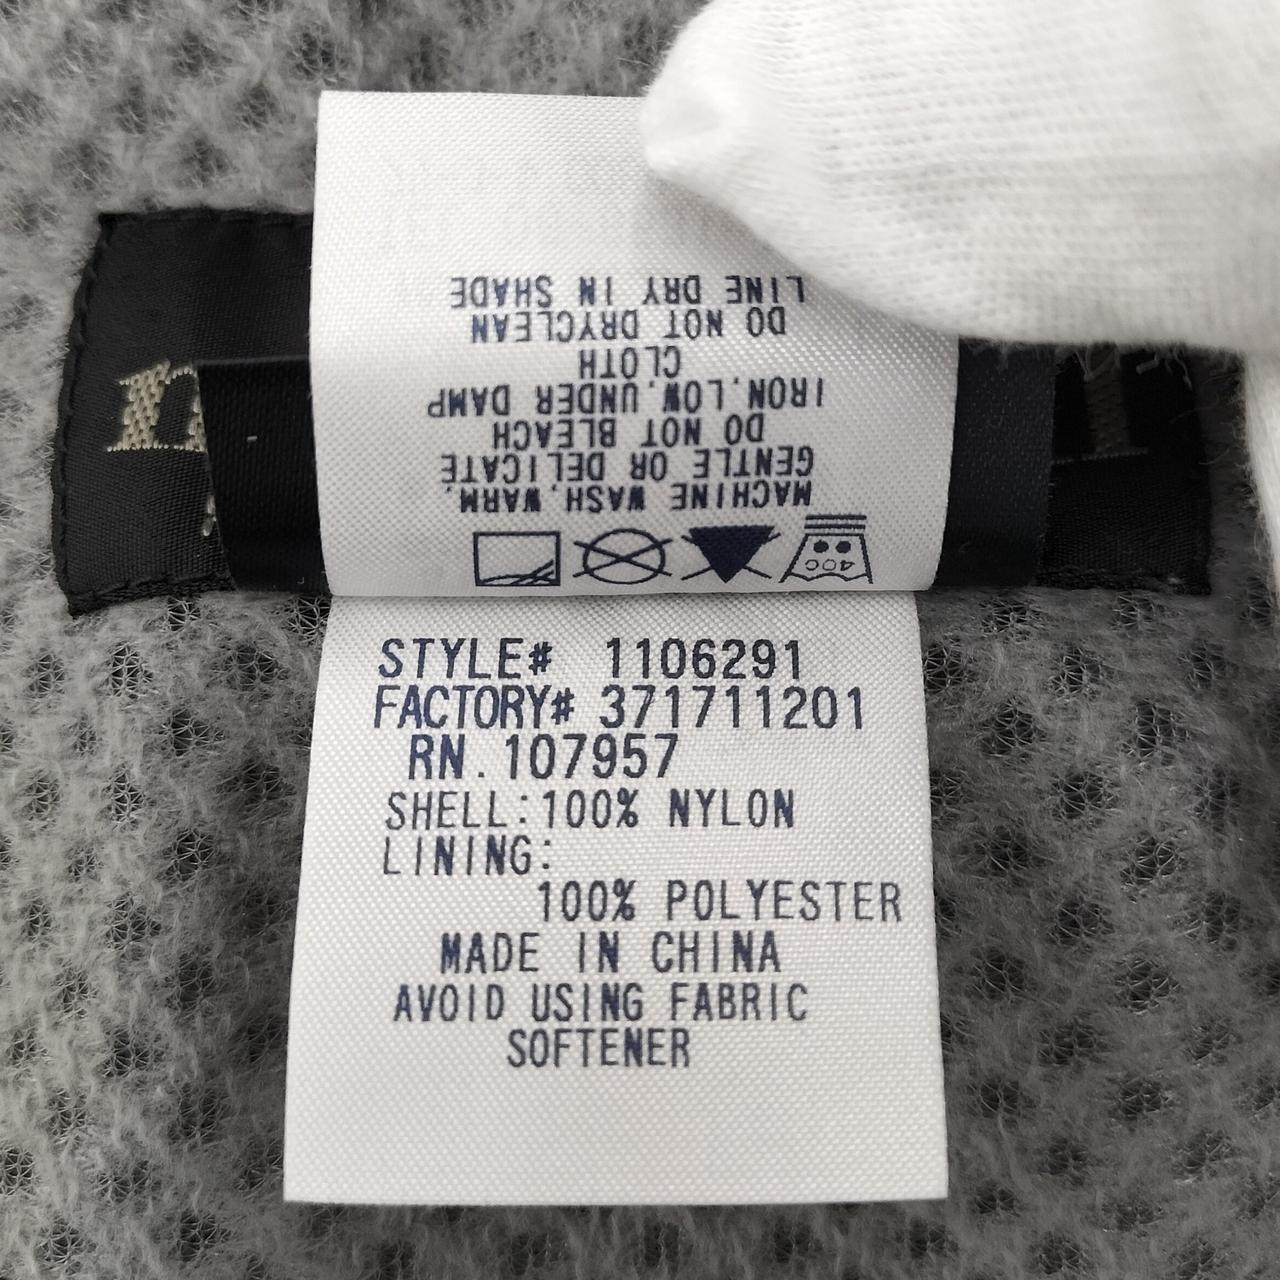 MACHINE WASH,WARM,
GENTLE OR DELICATE
DO NOT BLEACH
IRON,LOW,UNDER DAMP
CLOTH
DO NOT DRYCLEAN
LINE DRY IN SHADE
STYLE# 1106291
FACTORY# 371711201
RN.107957
SHELL:100% NYLON
LINING:
100% POLYESTER
MADE IN CHINA
AVOID USING FABRIC
SOFTENER